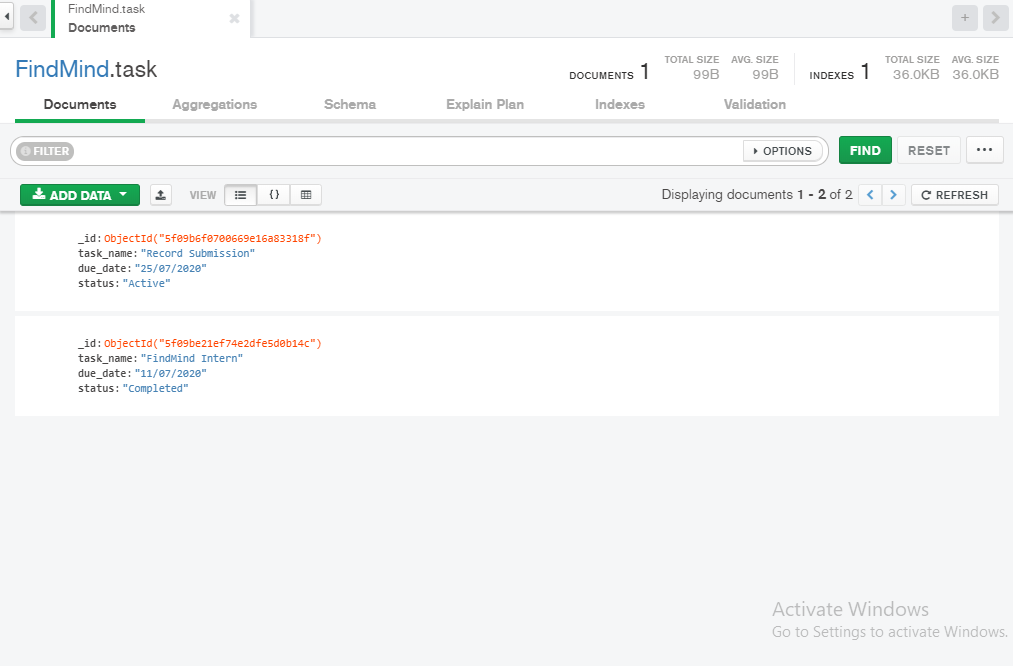 FindMind.task
Documents
FindMind.task
DOCUMENTS 1
TOTAL SIZE 99B
AVG. SIZE 99B
INDEXES 1
TOTAL SIZE 36.0KB
AVG. SIZE 36.0KB
Documents Aggregations Schema Explain Plan Indexes Validation
FILTER OPTIONS FIND RESET ...
ADD DATA VIEW {} Displaying documents 1 - 2 of 2 < > REFRESH
_id: ObjectId("5f09b6f0700669e16a83318f")
task_name: "Record Submission"
due_date: "25/07/2020"
status: "Active"
_id: ObjectId("5f09be21ef74e2dfe5d0b14c")
task_name: "FindMind Intern"
due_date: "11/07/2020"
status: "Completed"
Activate Windows
Go to Settings to activate Windows.